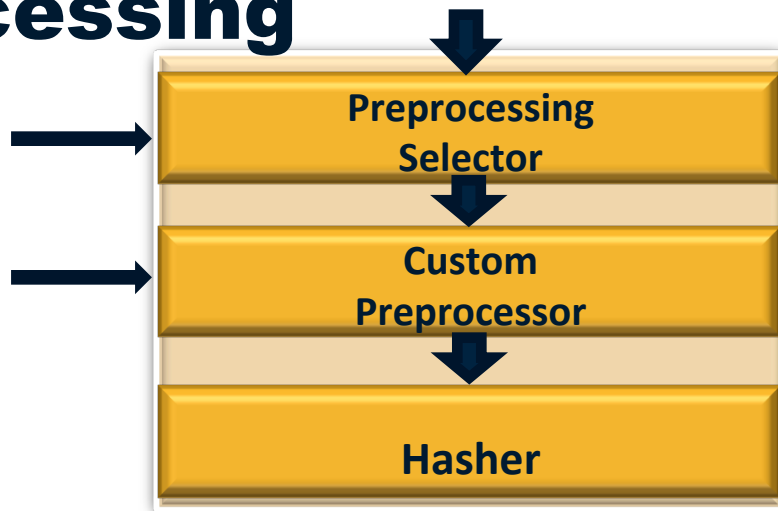 cessing
Preprocessing
Selector
Custom
Preprocessor
Hasher